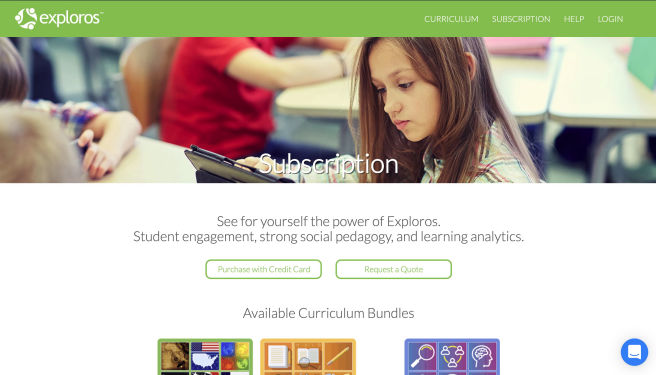 exploros™
CURRICULUM SUBSCRIPTION HELP LOGIN
Subscription
See for yourself the power of Exploros.
Student engagement, strong social pedagogy, and learning analytics.
Purchase with Credit Card Request a Quote
Available Curriculum Bundles